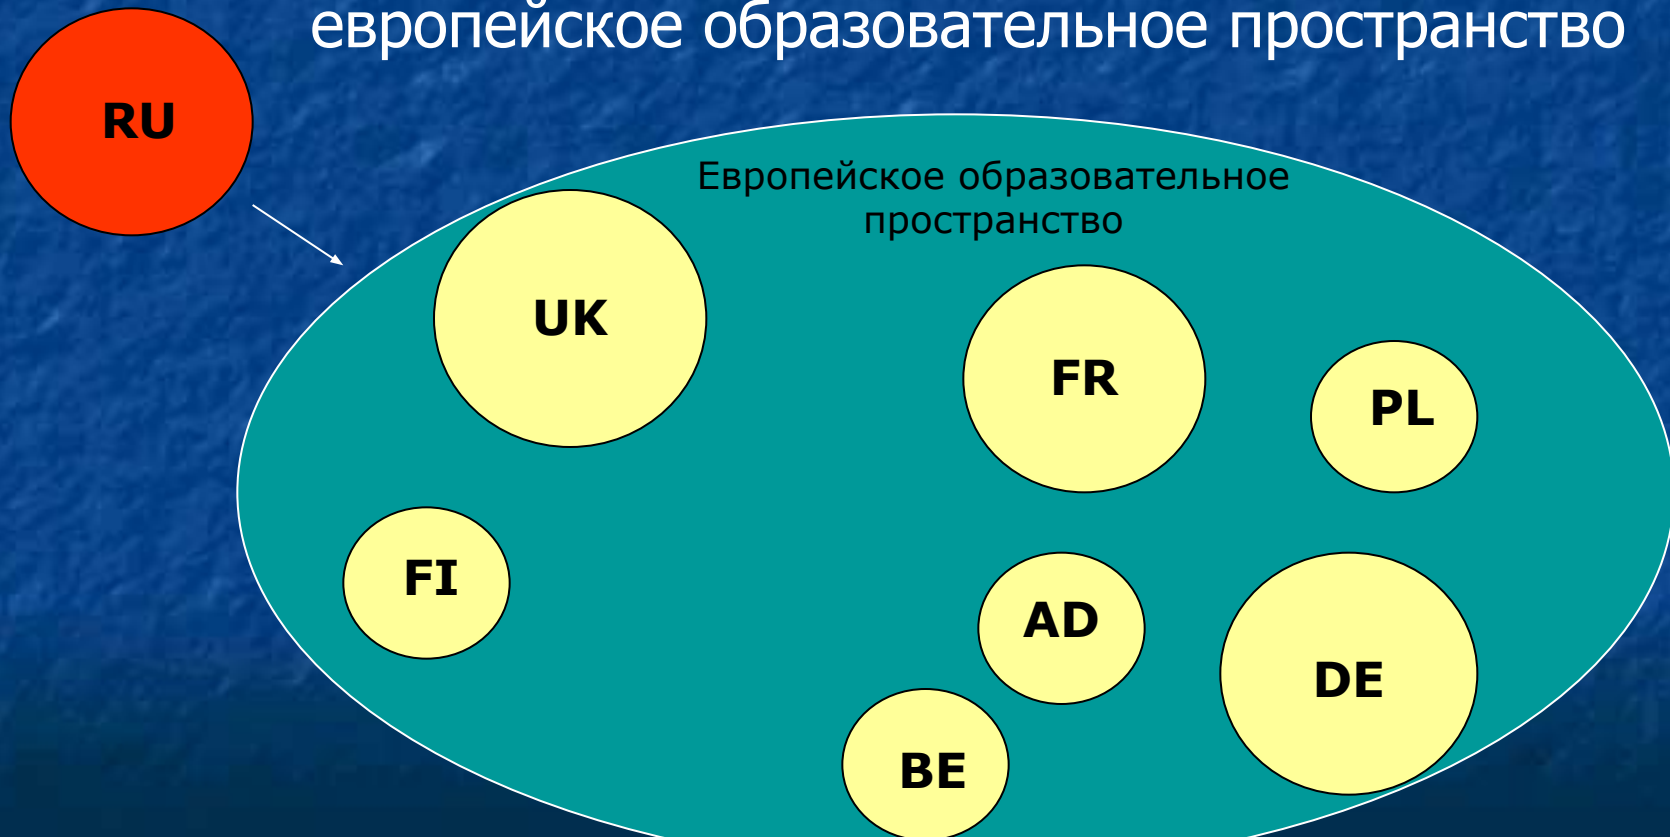 европейское образовательное пространство
RU
Европейское образовательное
пространство
UK
FR
PL
FI
AD
DE
BE